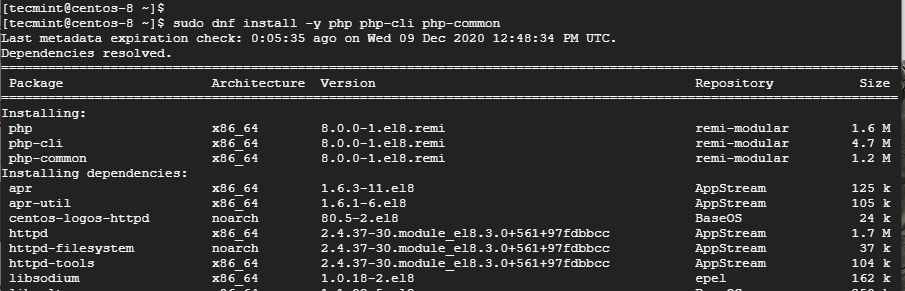 [tecmint@centos-8 ~]$
[tecmint@centos-8 ~]$ sudo dnf install -y php php-cli php-common
Last metadata expiration check: 0:05:35 ago on Wed 09 Dec 2020 12:48:34 PM UTC.
Dependencies resolved.
Package Architecture Version Repository Size
Installing:
php x86_64 8.0.0-1.el8.remi remi-modular 1.6 M
php-cli x86_64 8.0.0-1.el8.remi remi-modular 4.7 M
php-common x86_64 8.0.0-1.el8.remi remi-modular 1.2 M
Installing dependencies:
apr x86_64 1.6.3-11.el8 AppStream 125 k
apr-util x86_64 1.6.1-6.el8 AppStream 105 k
centos-logos-httpd noarch 80.5-2.el8 BaseOS 24 k
httpd x86_64 2.4.37-30.module_el8.3.0+561+97fdbbcc AppStream 1.7 M
httpd-filesystem noarch 2.4.37-30.module_el8.3.0+561+97fdbbcc AppStream 37 k
httpd-tools x86_64 2.4.37-30.module_el8.3.0+561+97fdbbcc AppStream 104 k
libsodium x86_64 1.0.18-2.el8 epel 162 k